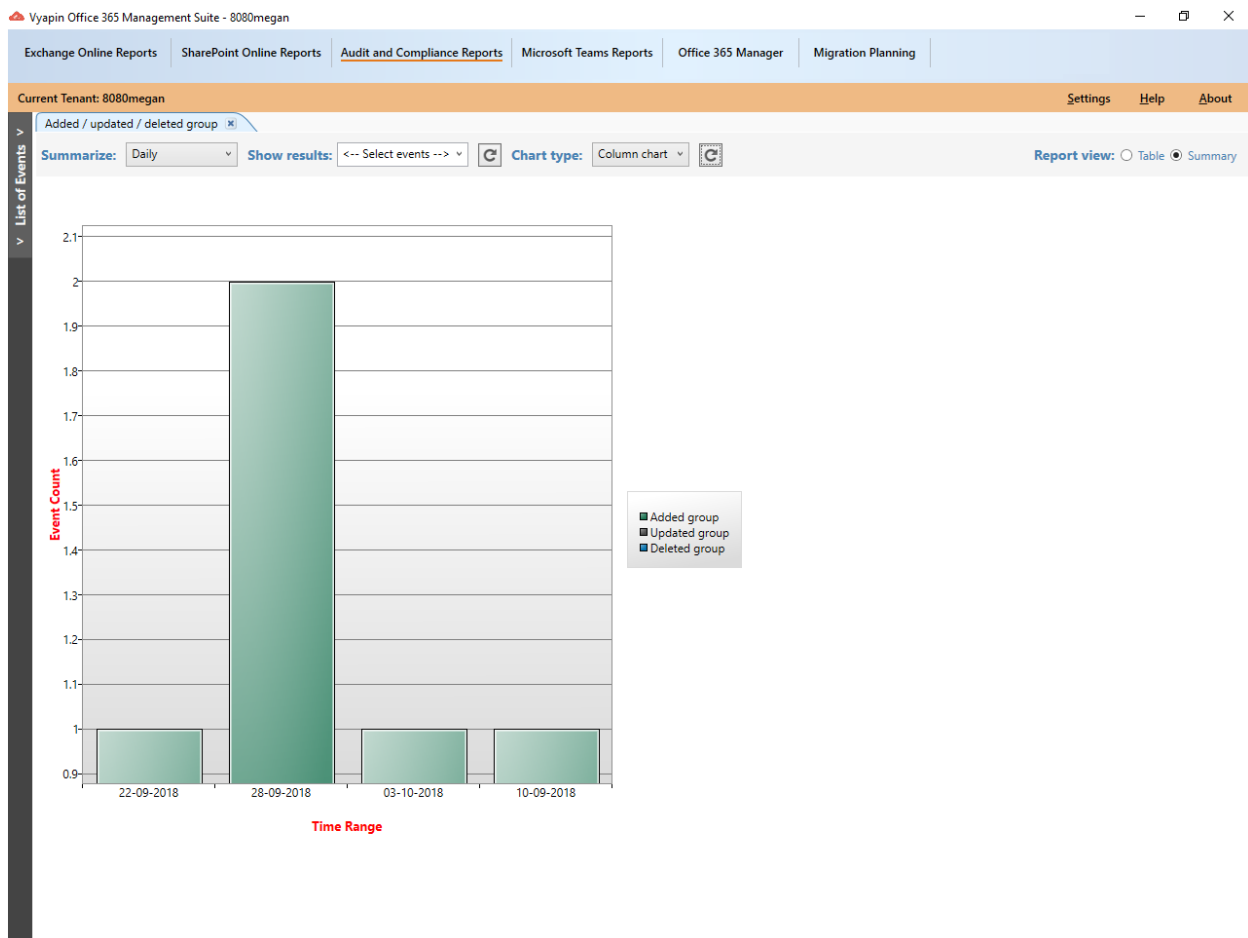 Vyapin Office 365 Management Suite - 8080megan
Exchange Online Reports SharePoint Online Reports Audit and Compliance Reports Microsoft Teams Reports Office 365 Manager Migration Planning
Current Tenant: 8080megan Settings Help About
Added / updated / deleted group
Summarize: Daily Show results: <-- Select events --> Chart type: Column chart Report view: Table Summary
> List of Events >
2.1
2
1.9
1.8
1.7
1.6
1.5
1.4
1.3
1.2
1.1
1
0.9
Event Count
Added group
Updated group
Deleted group
22-09-2018 28-09-2018 03-10-2018 10-09-2018
Time Range